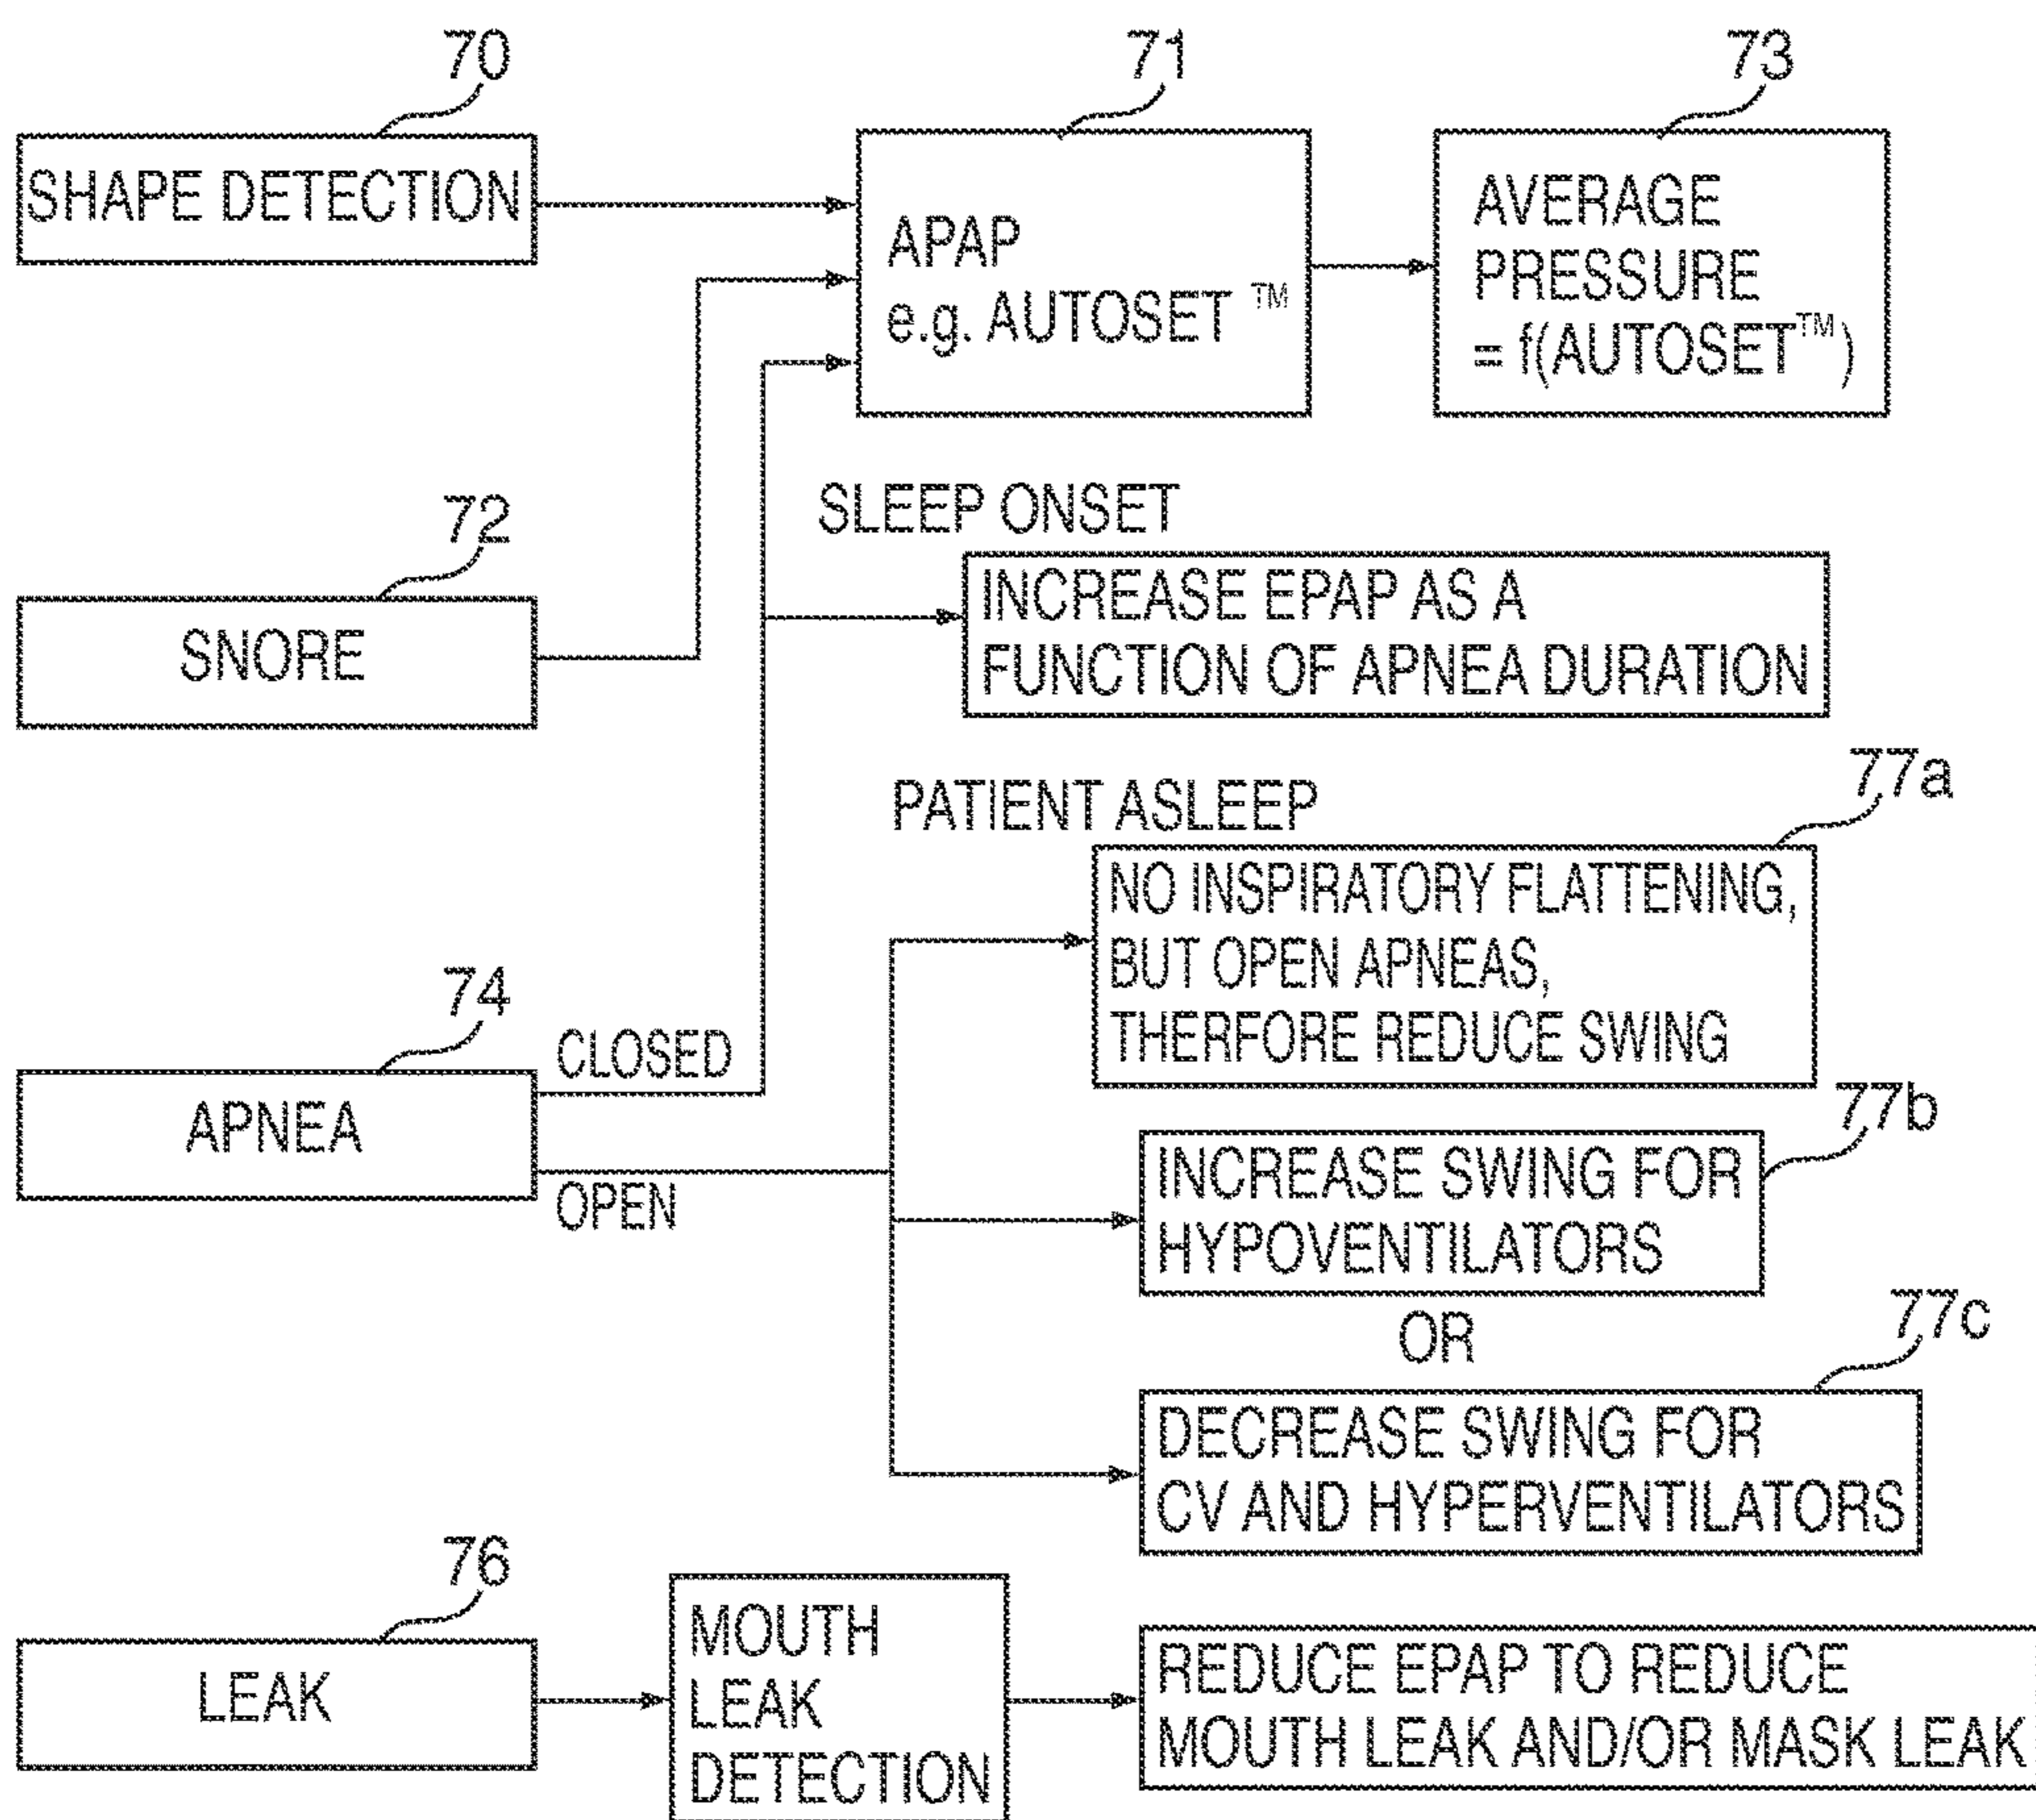 70
SHAPE DETECTION
71
APAP
e.g. AUTOSET ™
73
AVERAGE
PRESSURE
= f(AUTOSET™)
72
SNORE
SLEEP ONSET
INCREASE EPAP AS A
FUNCTION OF APNEA DURATION
74
APNEA
CLOSED
OPEN
PATIENT ASLEEP
77a
NO INSPIRATORY FLATTENING,
BUT OPEN APNEAS,
THERFORE REDUCE SWING
77b
INCREASE SWING FOR
HYPOVENTILATORS
OR
77c
DECREASE SWING FOR
CV AND HYPERVENTILATORS
76
LEAK
MOUTH
LEAK
DETECTION
REDUCE EPAP TO REDUCE
MOUTH LEAK AND/OR MASK LEAK